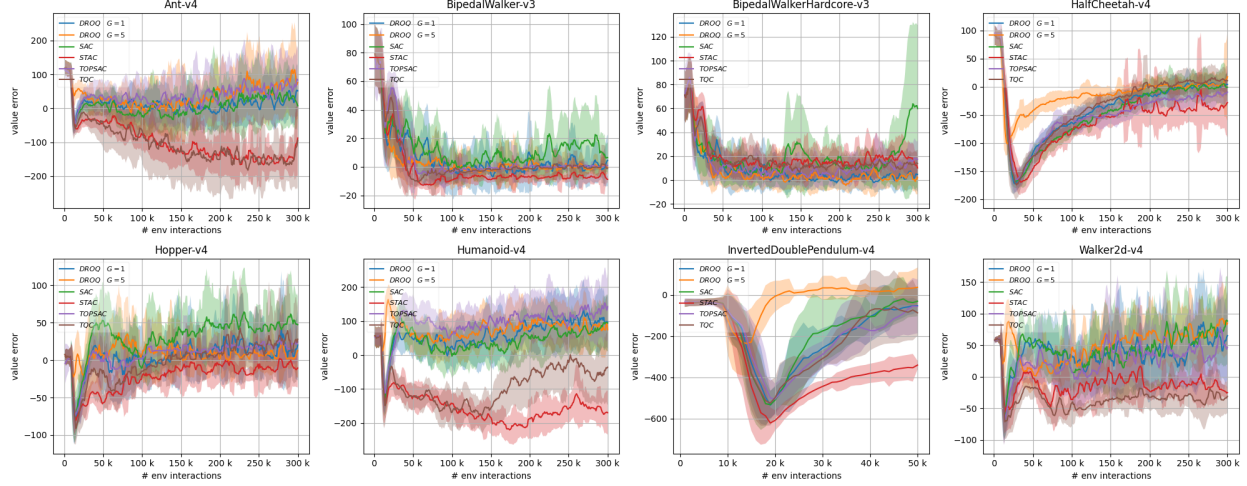 Ant-v4
value error
200
100
0
−100
−200
DROQ G = 1
DROQ G = 5
SAC
STAC
TOPSAC
TQC
0 50 k 100 k 150 k 200 k 250 k 300 k
# env interactions
BipedalWalker-v3
value error
100
80
60
40
20
0
−20
DROQ G = 1
DROQ G = 5
SAC
STAC
TOPSAC
TQC
0 50 k 100 k 150 k 200 k 250 k 300 k
# env interactions
BipedalWalkerHardcore-v3
value error
120
100
80
60
40
20
0
−20
DROQ G = 1
DROQ G = 5
SAC
STAC
TOPSAC
TQC
0 50 k 100 k 150 k 200 k 250 k 300 k
# env interactions
HalfCheetah-v4
value error
100
50
0
−50
−100
−150
−200
DROQ G = 1
DROQ G = 5
SAC
STAC
TOPSAC
TQC
0 50 k 100 k 150 k 200 k 250 k 300 k
# env interactions
Hopper-v4
value error
100
50
0
−50
−100
DROQ G = 1
DROQ G = 5
SAC
STAC
TOPSAC
TQC
0 50 k 100 k 150 k 200 k 250 k 300 k
# env interactions
Humanoid-v4
value error
200
100
0
−100
−200
DROQ G = 1
DROQ G = 5
SAC
STAC
TOPSAC
TQC
0 50 k 100 k 150 k 200 k 250 k 300 k
# env interactions
InvertedDoublePendulum-v4
value error
0
−200
−400
−600
DROQ G = 1
DROQ G = 5
SAC
STAC
TOPSAC
TQC
0 10 k 20 k 30 k 40 k 50 k
# env interactions
Walker2d-v4
value error
150
100
50
0
−50
−100
DROQ G = 1
DROQ G = 5
SAC
STAC
TOPSAC
TQC
0 50 k 100 k 150 k 200 k 250 k 300 k
# env interactions